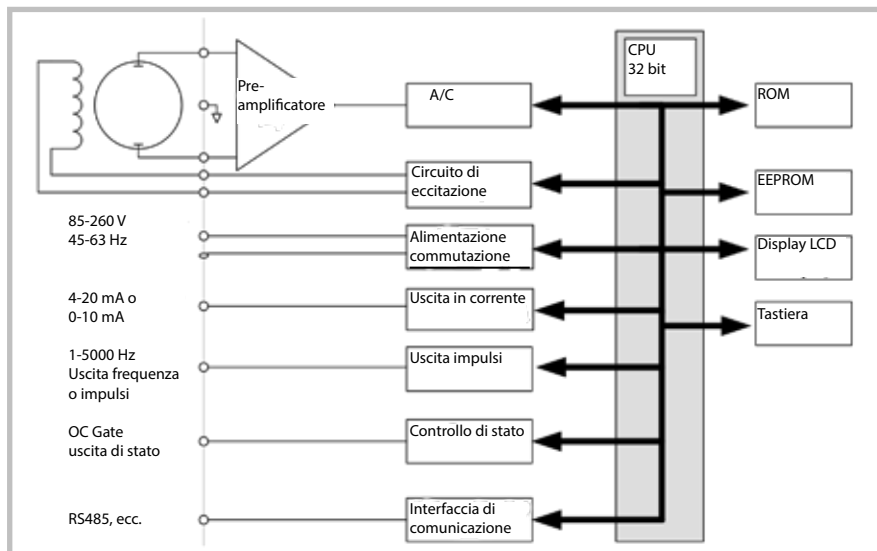 CPU
32 bit
Pre-
amplificatore
A/C
ROM
Circuito di
eccitazione
EEPROM
85-260 V
45-63 Hz
Alimentazione
commutazione
Display LCD
4-20 mA o
0-10 mA
Uscita in corrente
Tastiera
1-5000 Hz
Uscita frequenza
o impulsi
Uscita impulsi
OC Gate
uscita di stato
Controllo di stato
RS485, ecc.
Interfaccia di
comunicazione